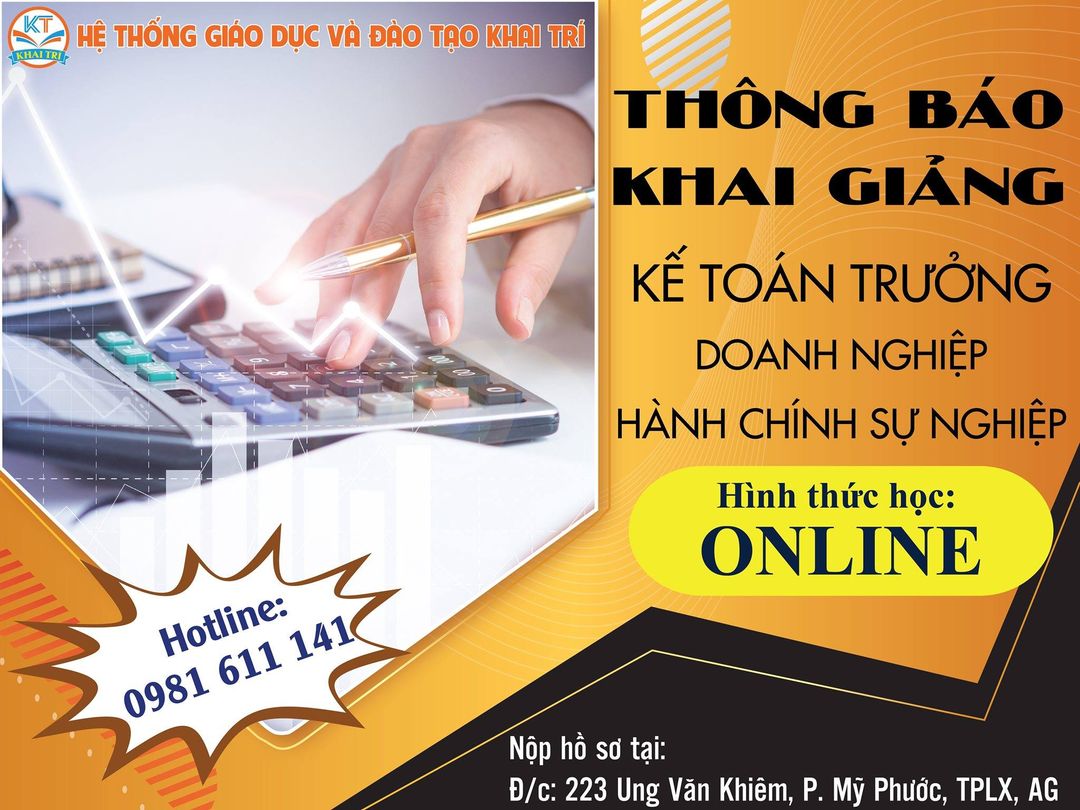 KT
KHAI TRÍ
HỆ THỐNG GIÁO DỤC VÀ ĐÀO TẠO KHAI TRÍ
THÔNG BÁO
KHAI GIẢNG
KẾ TOÁN TRƯỞNG
DOANH NGHIỆP
HÀNH CHÍNH SỰ NGHIỆP
Hình thức học:
ONLINE
Hotline:
0981 611 141
Nộp hồ sơ tại:
Đ/c: 223 Ung Văn Khiêm, P. Mỹ Phước, TPLX, AG